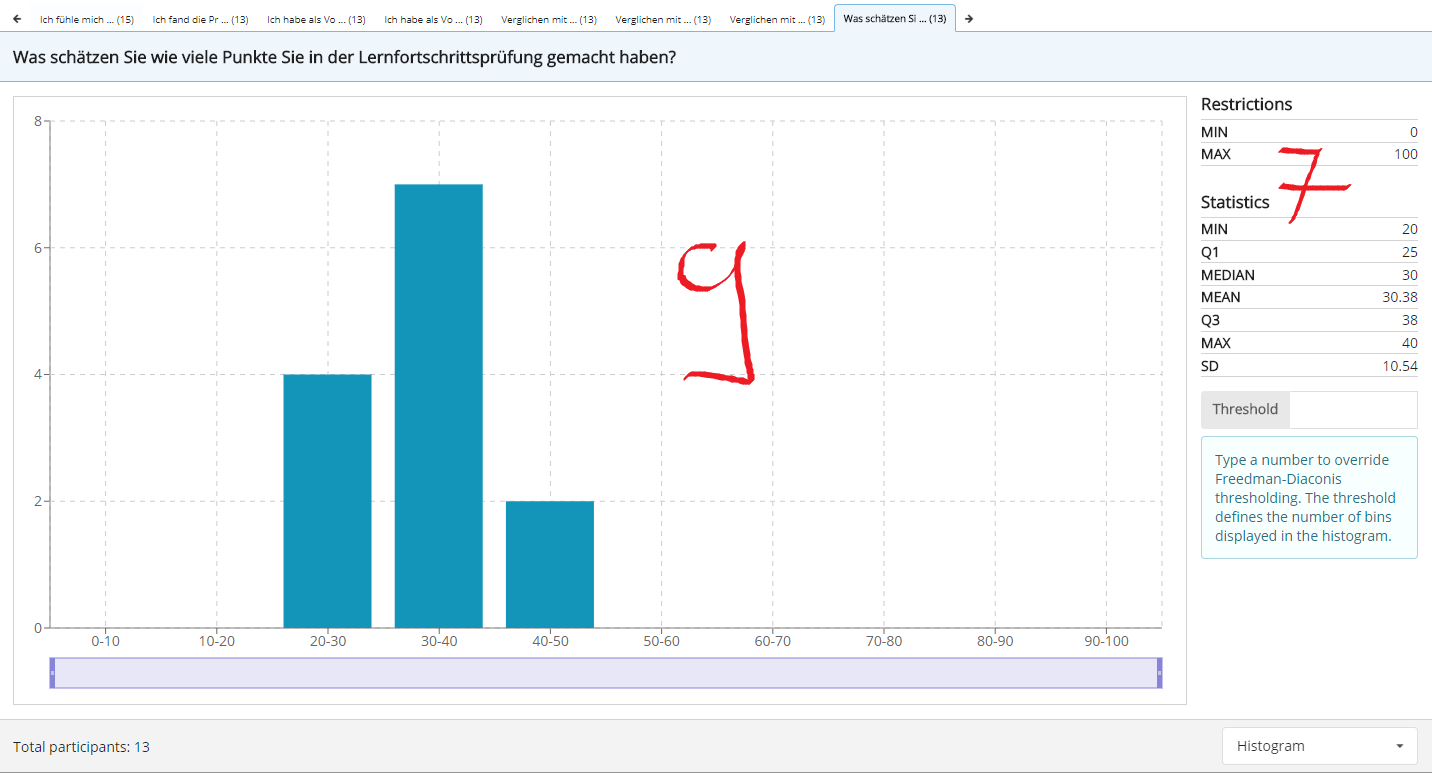 Ich fühle mich ... (15) Ich fand die Pr ... (13) Ich habe als Vo ... (13) Ich habe als Vo ... (13) Verglichen mit ... (13) Verglichen mit ... (13) Verglichen mit ... (13) Was schätzen Si ... (13)
Was schätzen Sie wie viele Punkte Sie in der Lernfortschrittsprüfung gemacht haben?
8
6
4
2
0
0-10 10-20 20-30 30-40 40-50 50-60 60-70 70-80 80-90 90-100
9
Restrictions
MIN 0
MAX 100
7
Statistics
MIN 20
Q1 25
MEDIAN 30
MEAN 30.38
Q3 38
MAX 40
SD 10.54
Threshold
Type a number to override
Freedman-Diaconis
thresholding. The threshold
defines the number of bins
displayed in the histogram.
Total participants: 13
Histogram